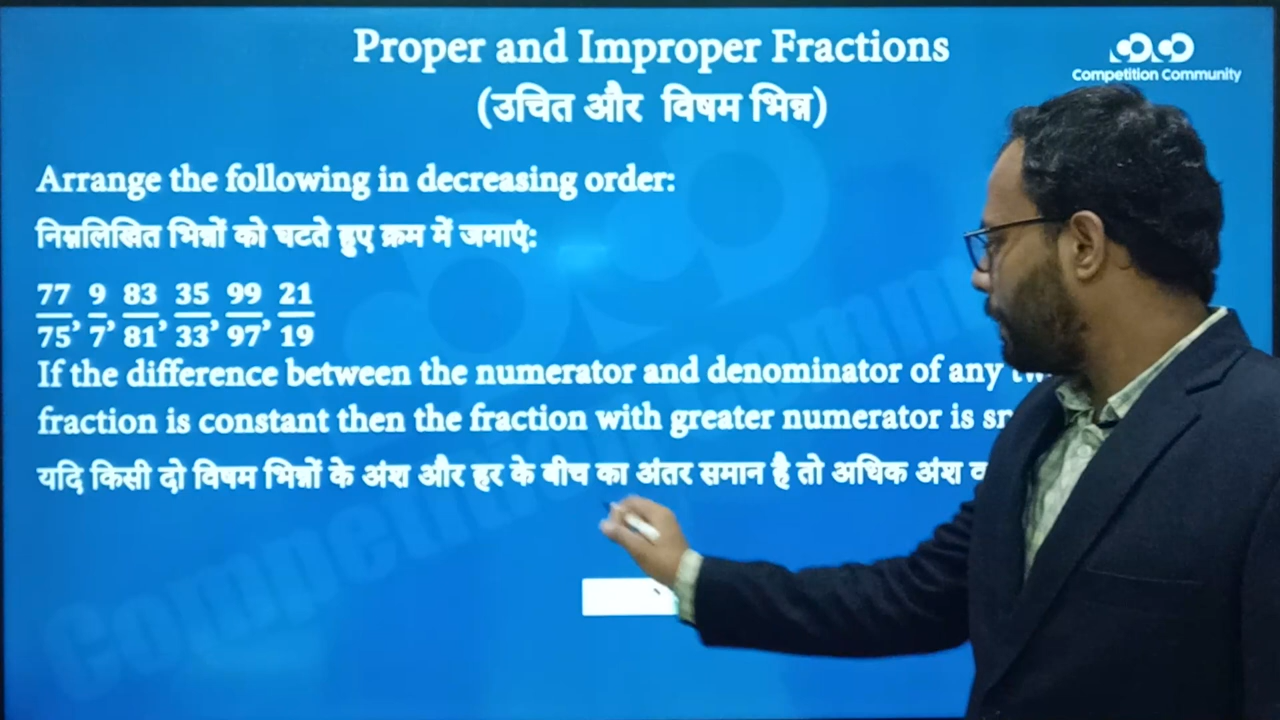 Proper and Improper Fractions
Competition Community
(उचित और विषम भिन्न)
Arrange the following in decreasing order:
निम्नलिखित भिन्नों को घटते हुए क्रम में जमाएं:
77/75, 9/7, 83/81, 35/33, 99/97, 21/19
If the difference between the numerator and denominator of any
fraction is constant then the fraction with greater numerator is
यदि किसी दो विषम भिन्नों के अंश और हर के बीच का अंतर समान है तो अधिक अंश
Competition Commun